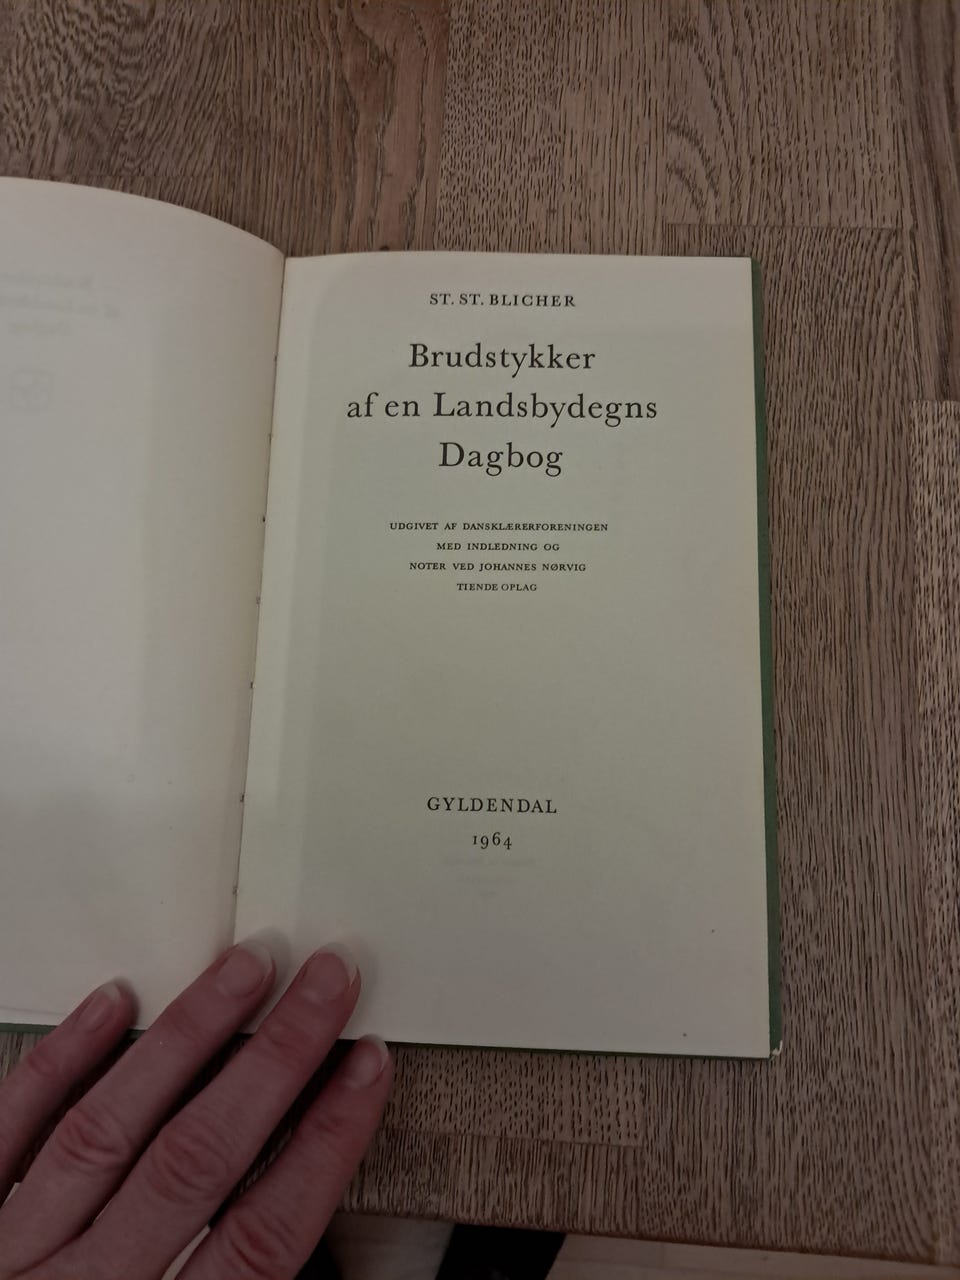 ST. ST. BLICHER
Brudstykker
af en Landsbydegns
Dagbog
UDGIVET AF DANSKLÆRERFORENINGEN
MED INDLEDNING OG
NOTER VED JOHANNES NØRVIG
TIENDE OPLAG
GYLDENDAL
1964